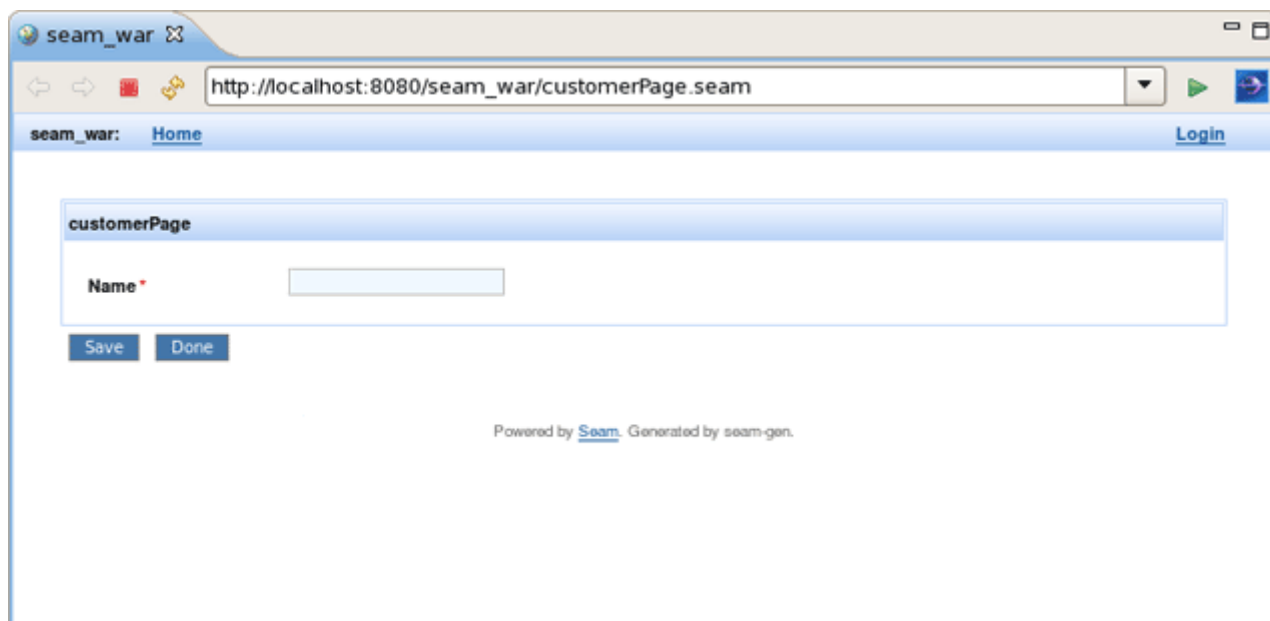 seam_war
http://localhost:8080/seam_war/customerPage.seam
seam_war: Home Login
customerPage
Name*
Save Done
Powered by Seam. Generated by seam-gen.